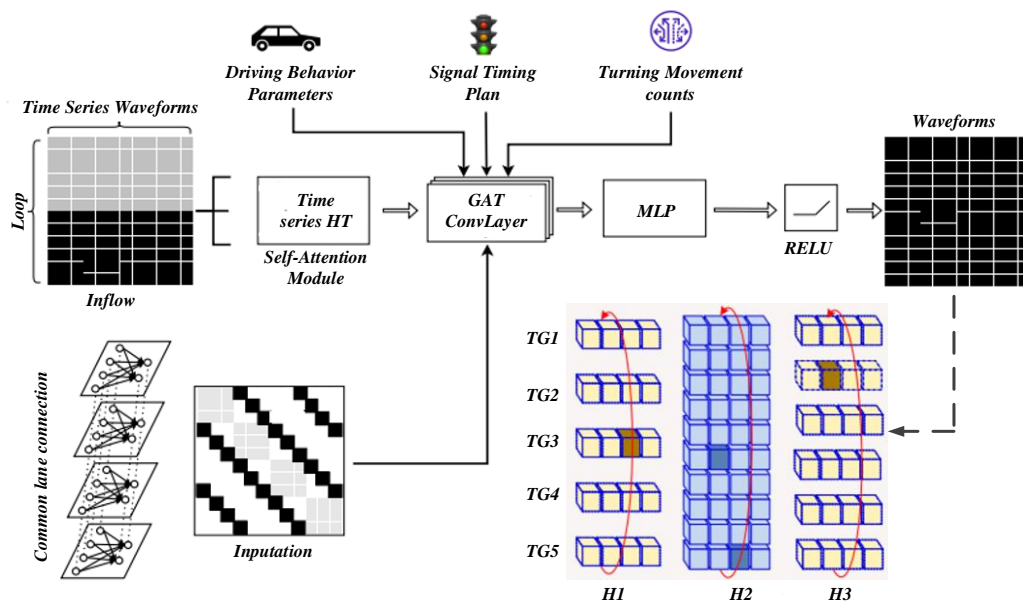 Driving Behavior
Parameters
Signal Timing
Plan
Turning Movement
counts
Time Series Waveforms
Waveforms
Loop
Time
series HT
GAT
ConvLayer
MLP
RELU
Self-Attention
Module
Inflow
Common lane connection
Inputation
TG1
TG2
TG3
TG4
TG5
H1
H2
H3